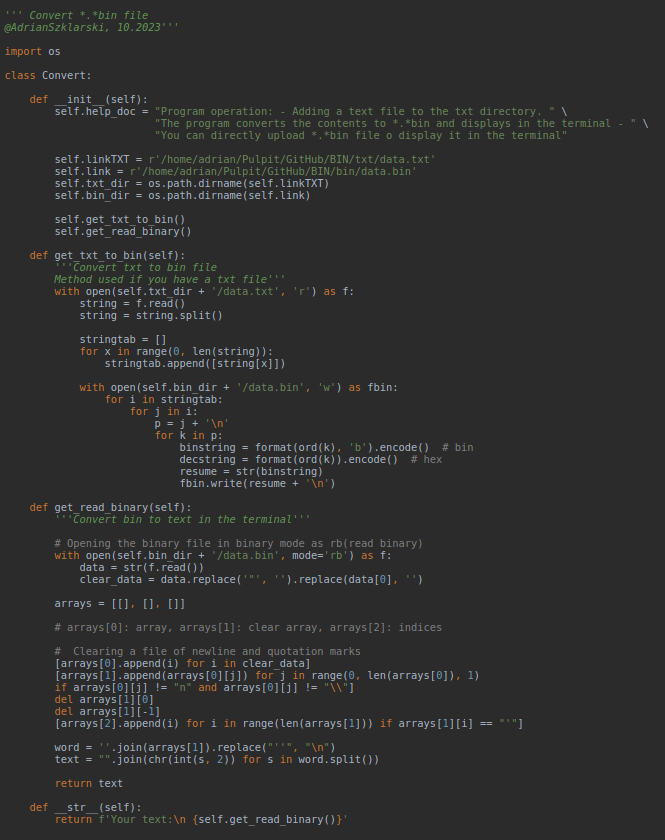 ''' Convert *.*bin file
@AdrianSzklarski, 10.2023'''

import os

class Convert:

    def __init__(self):
        self.help_doc = "Program operation: - Adding a text file to the txt directory. " \
                        "The program converts the contents to *.*bin and displays in the terminal - " \
                        "You can directly upload *.*bin file o display it in the terminal"

        self.linkTXT = r'/home/adrian/Pulpit/GitHub/BIN/txt/data.txt'
        self.link = r'/home/adrian/Pulpit/GitHub/BIN/bin/data.bin'
        self.txt_dir = os.path.dirname(self.linkTXT)
        self.bin_dir = os.path.dirname(self.link)

        self.get_txt_to_bin()
        self.get_read_binary()

    def get_txt_to_bin(self):
        '''Convert txt to bin file
        Method used if you have a txt file'''
        with open(self.txt_dir + '/data.txt', 'r') as f:
            string = f.read()
            string = string.split()

            stringtab = []
            for x in range(0, len(string)):
                stringtab.append([string[x]])

            with open(self.bin_dir + '/data.bin', 'w') as fbin:
                for i in stringtab:
                    for j in i:
                        p = j + '\n'
                        for k in p:
                            binstring = format(ord(k), 'b').encode()  # bin
                            decstring = format(ord(k)).encode()  # hex
                            resume = str(binstring)
                            fbin.write(resume + '\n')

    def get_read_binary(self):
        '''Convert bin to text in the terminal'''

        # Opening the binary file in binary mode as rb(read binary)
        with open(self.bin_dir + '/data.bin', mode='rb') as f:
            data = str(f.read())
            clear_data = data.replace('"', '').replace(data[0], '')

        arrays = [[], [], []]

        # arrays[0]: array, arrays[1]: clear array, arrays[2]: indices

        #  Clearing a file of newline and quotation marks
        [arrays[0].append(i) for i in clear_data]
        [arrays[1].append(arrays[0][j]) for j in range(0, len(arrays[0]), 1)
        if arrays[0][j] != "n" and arrays[0][j] != "\\"]
        del arrays[1][0]
        del arrays[1][-1]
        [arrays[2].append(i) for i in range(len(arrays[1])) if arrays[1][i] == "'"]

        word = ''.join(arrays[1]).replace("''", "\n")
        text = "".join(chr(int(s, 2)) for s in word.split())

        return text

    def __str__(self):
        return f'Your text:\n {self.get_read_binary()}'